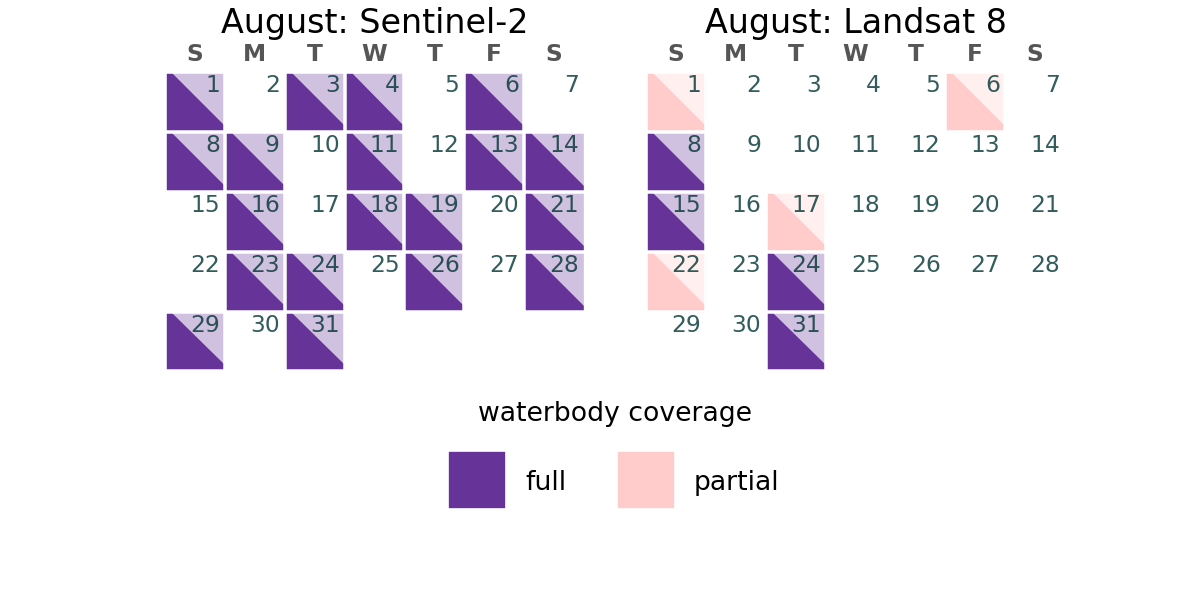 August: Sentinel-2
S M T W T F S
1 2 3 4 5 6 7
8 9 10 11 12 13 14
15 16 17 18 19 20 21
22 23 24 25 26 27 28
29 30 31
August: Landsat 8
S M T W T F S
1 2 3 4 5 6 7
8 9 10 11 12 13 14
15 16 17 18 19 20 21
22 23 24 25 26 27 28
29 30 31
waterbody coverage
full partial